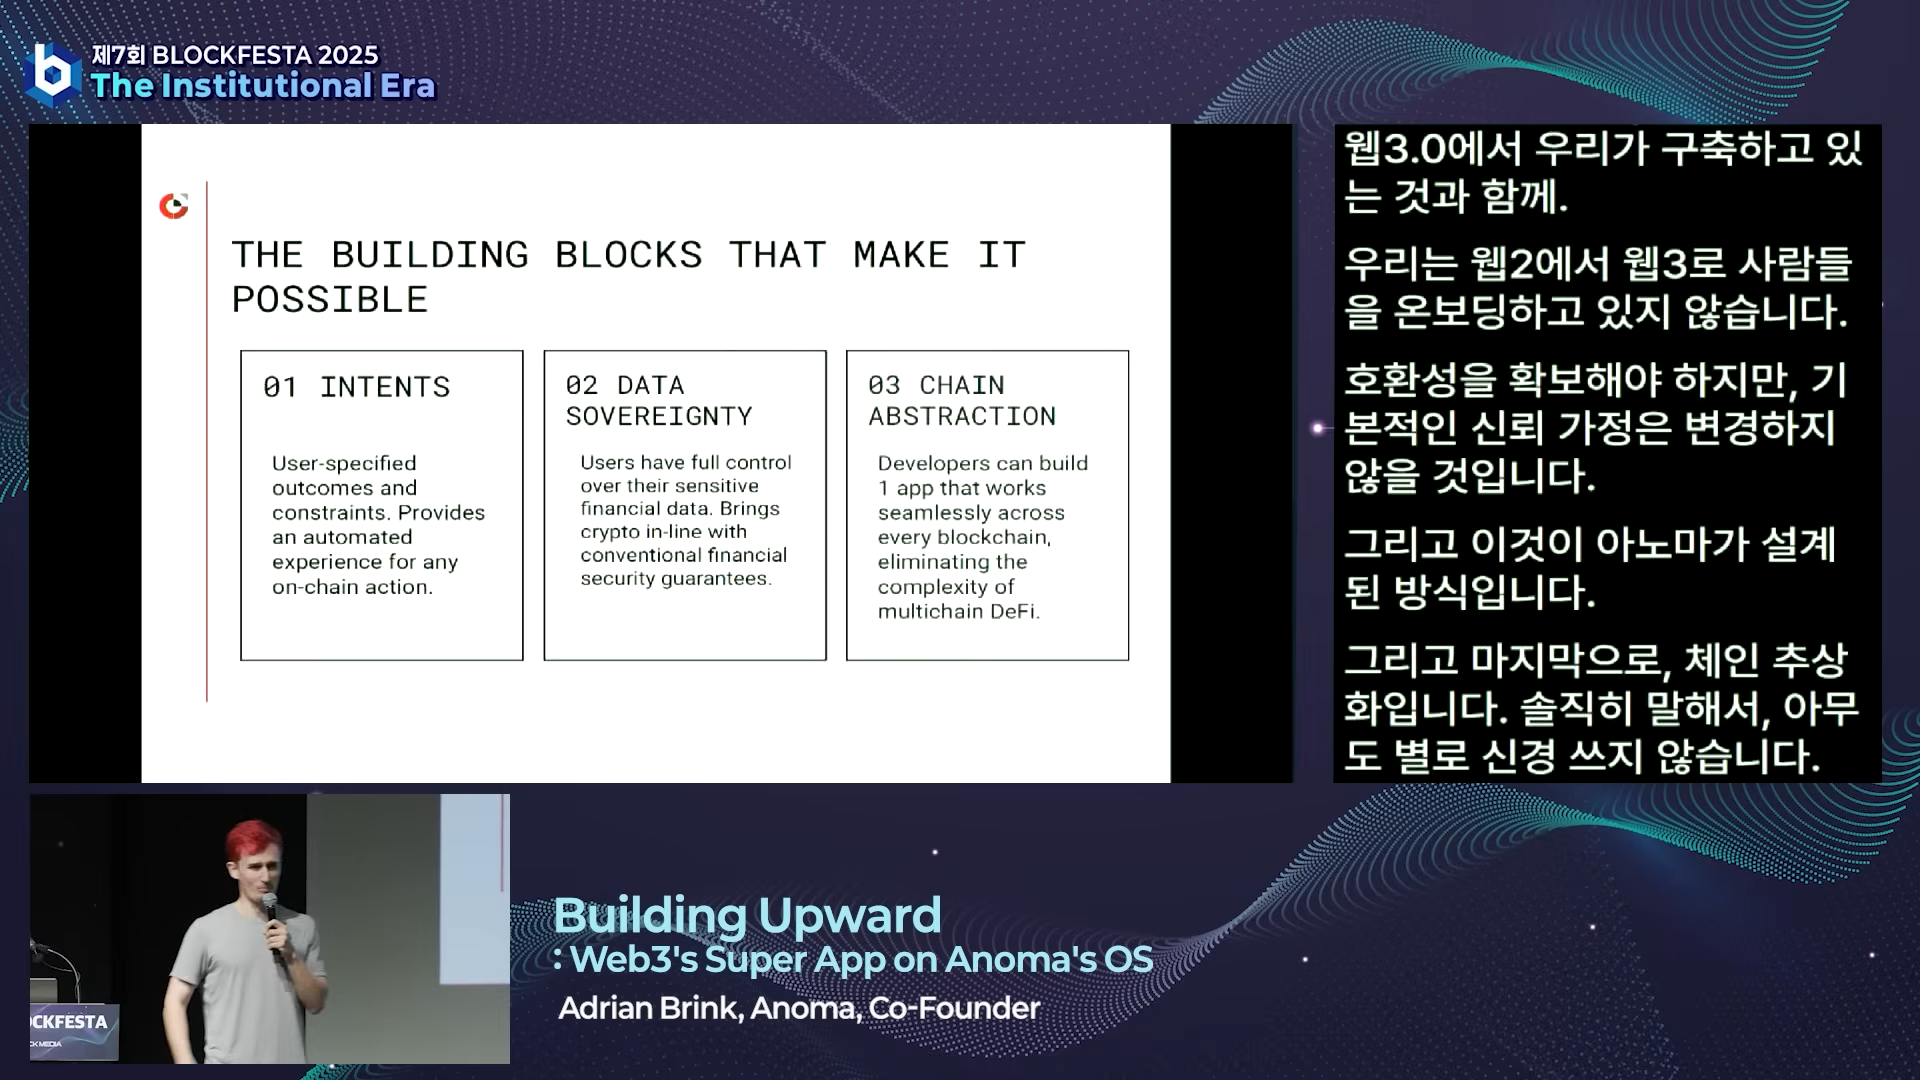 제7회 BLOCKFESTA 2025
The Institutional Era
THE BUILDING BLOCKS THAT MAKE IT
POSSIBLE
01 INTENTS
User-specified
outcomes and
constraints. Provides
an automated
experience for any
on-chain action.
02 DATA
SOVEREIGNTY
Users have full control
over their sensitive
financial data. Brings
crypto in-line with
conventional financial
security guarantees.
03 CHAIN
ABSTRACTION
Developers can build
1 app that works
seamlessly across
every blockchain,
eliminating the
complexity of
multichain DeFi.
웹3.0에서 우리가 구축하고 있
는 것과 함께.
우리는 웹2에서 웹3로 사람들
을 온보딩하고 있지 않습니다.
호환성을 확보해야 하지만, 기
본적인 신뢰 가정은 변경하지
않을 것입니다.
그리고 이것이 아노마가 설계
된 방식입니다.
그리고 마지막으로, 체인 추상
화입니다. 솔직히 말해서, 아무
도 별로 신경 쓰지 않습니다.
OCKFESTA
CK MEDIA
Building Upward
: Web3's Super App on Anoma's OS
Adrian Brink, Anoma, Co-Founder